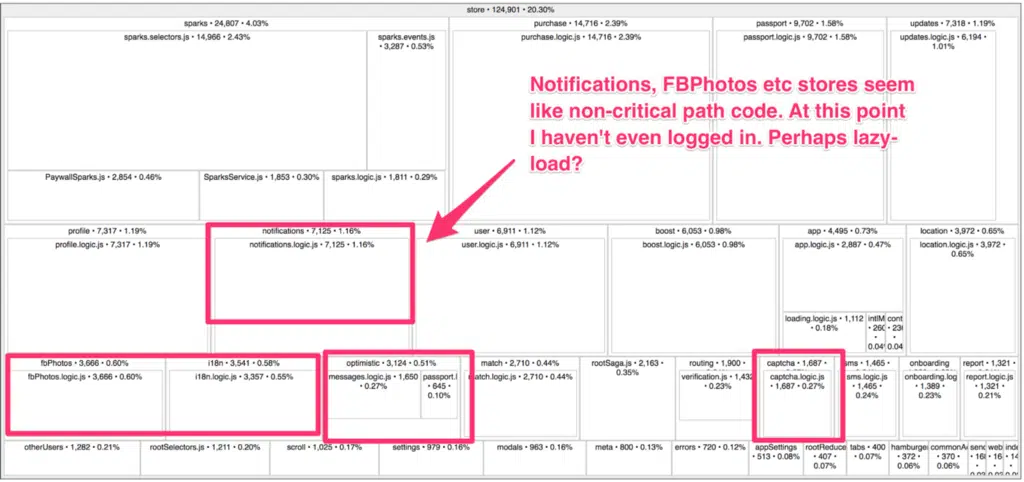 store • 124,901 • 20.30%
sparks • 24,807 • 4.03%
purchase • 14,716 • 2.39%
passport • 9,702 • 1.58%
updates • 7,318 • 1.19%
sparks.selectors.js • 14,966 • 2.43%
sparks.events.js
• 3,287 • 0.53%
purchase.logic.js • 14,716 • 2.39%
passport.logic.js • 9,702 • 1.58%
updates.logic.js • 6,194 •
1.01%
Notifications, FBPhotos etc stores seem
like non-critical path code. At this point
I haven't even logged in. Perhaps lazy-
load?
PaywallSparks.js • 2,854 • 0.46%
SparksService.js • 1,853 • 0.30%
sparks.logic.js • 1,811 • 0.29%
profile • 7,317 • 1.19%
notifications • 7,125 • 1.16%
user • 6,911 • 1.12%
boost • 6,053 • 0.98%
app • 4,495 • 0.73%
location • 3,972 • 0.65%
profile.logic.js • 7,317 • 1.19%
notifications.logic.js • 7,125 • 1.16%
user.logic.js • 6,911 • 1.12%
boost.logic.js • 6,053 • 0.98%
app.logic.js • 2,887 • 0.47%
location.logic.js • 3,972 •
0.65%
loading.logic.js • 1,112
• 0.18%
intlM
• 260
•
0.04
cont
• 23
•
0.04
fbPhotos • 3,666 • 0.60%
i18n • 3,541 • 0.58%
optimistic • 3,124 • 0.51%
match • 2,710 • 0.44%
rootSaga.js • 2,163 •
0.35%
routing • 1,900
captcha • 1,687 •
sms • 1,465
onboarding
report • 1,321
fbPhotos.logic.js • 3,666 • 0.60%
i18n.logic.js • 3,357 • 0.55%
messages.logic.js • 1,650
• 0.27%
passport.l
• 645 •
0.10%
match.logic.js • 2,710 • 0.44%
verification.js • 1,432
• 0.23%
captcha.logic.js
• 1,687 • 0.27%
sms.logic.js
• 1,465 •
0.24%
onboarding.log
• 1,389 •
0.23%
report.logic.js
• 1,321 •
0.21%
otherUsers • 1,282 • 0.21%
rootSelectors.js • 1,211 • 0.20%
scroll • 1,025 • 0.17%
settings • 979 • 0.16%
modals • 963 • 0.16%
meta • 800 • 0.13%
errors • 720 • 0.12%
appSettings
• 513 • 0.08%
rootReduce
• 407 •
0.07%
tabs • 400
• 0.07%
hamburger
• 372 •
0.06%
commonA
• 370 •
0.06%